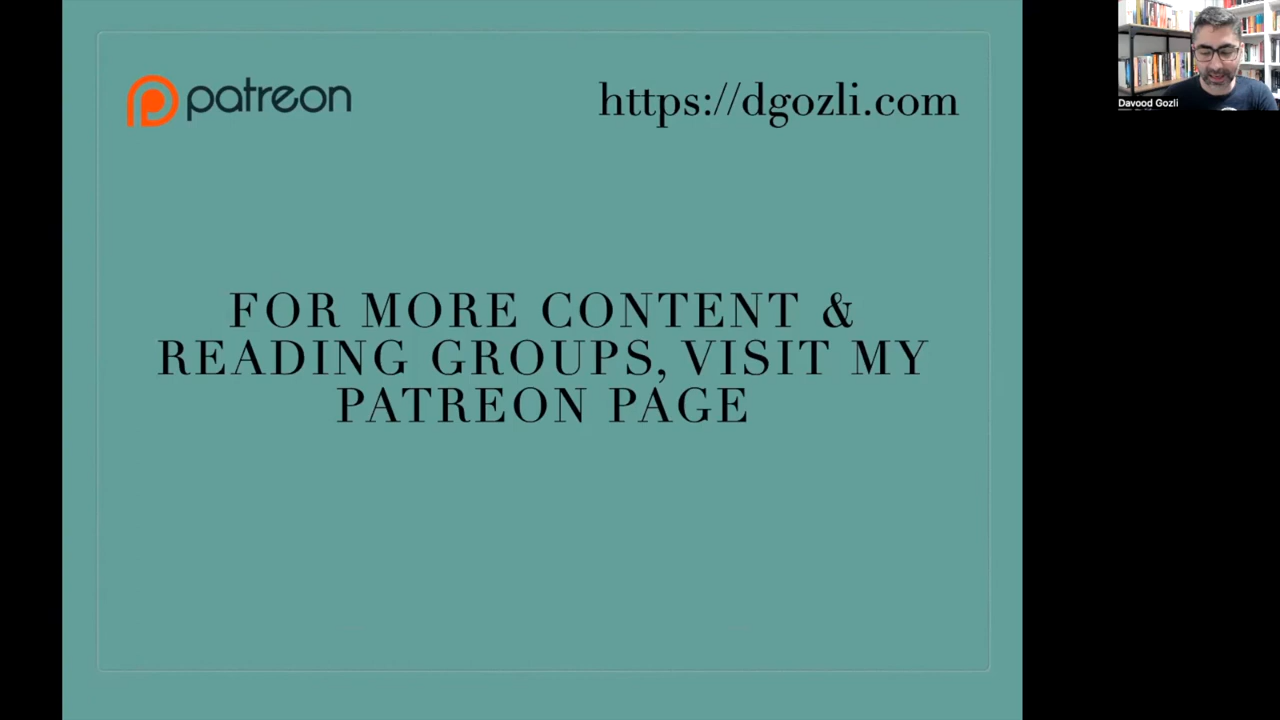 patreon
https://dgozli.com
Davood Gozli
FOR MORE CONTENT &
READING GROUPS, VISIT MY
PATREON PAGE